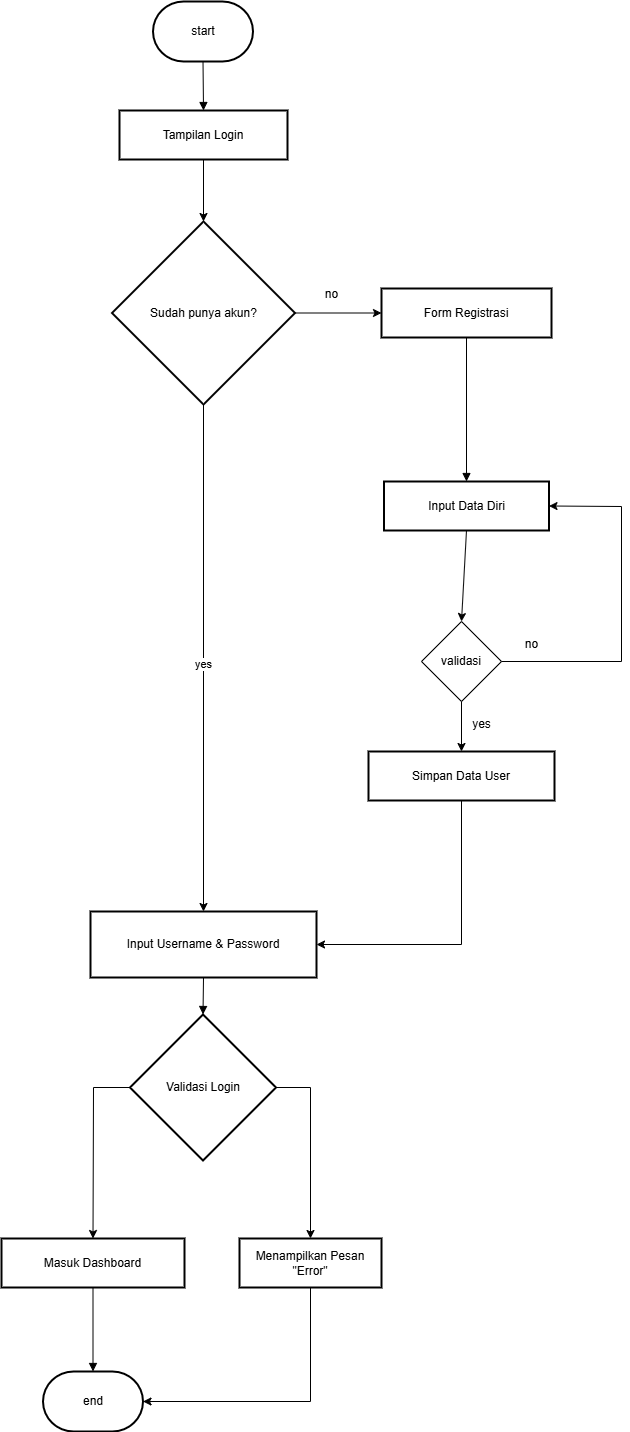 start
Tampilan Login
Sudah punya akun?
no
Form Registrasi
Input Data Diri
validasi
no
yes
yes
Simpan Data User
Input Username & Password
Validasi Login
Masuk Dashboard
Menampilkan Pesan
"Error"
end